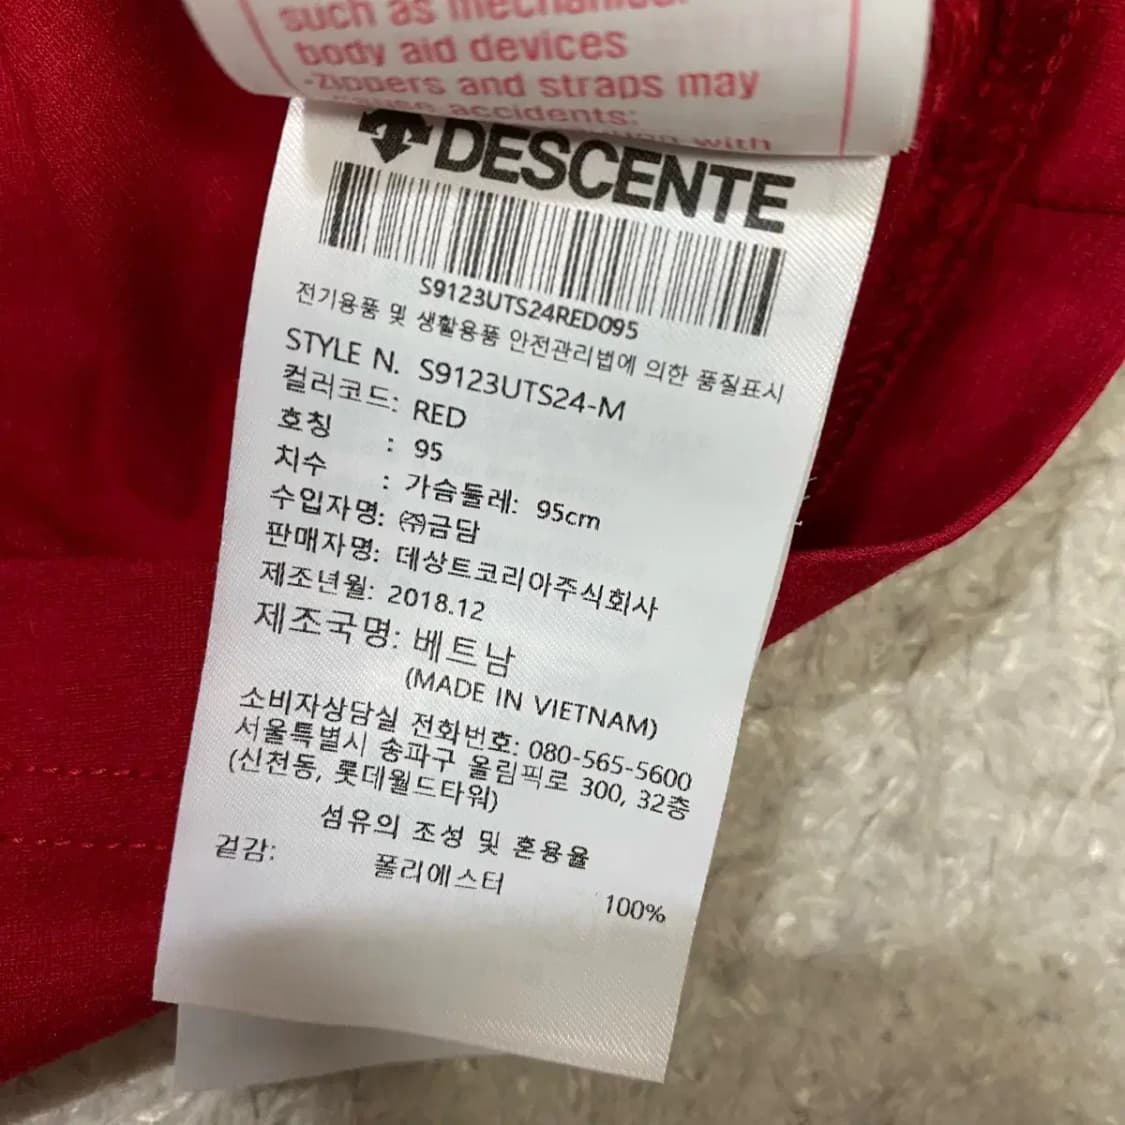 such as
body aid devices
-Zippers and straps may
cause accidents:
with
DESCENTE
S9123UTS24RED095
전기용품 및 생활용품 안전관리법에 의한 품질표시
STYLE N. S9123UTS24-M
컬러코드: RED
호칭 : 95
치수 : 가슴둘레: 95cm
수입자명: ㈜금담
판매자명: 데상트코리아주식회사
제조년월: 2018.12
제조국명: 베트남
(MADE IN VIETNAM)
소비자상담실 전화번호: 080-565-5600
서울특별시 송파구 올림픽로 300, 32층
(신천동, 롯데월드타워)
섬유의 조성 및 혼용율
겉감: 폴리에스터 100%